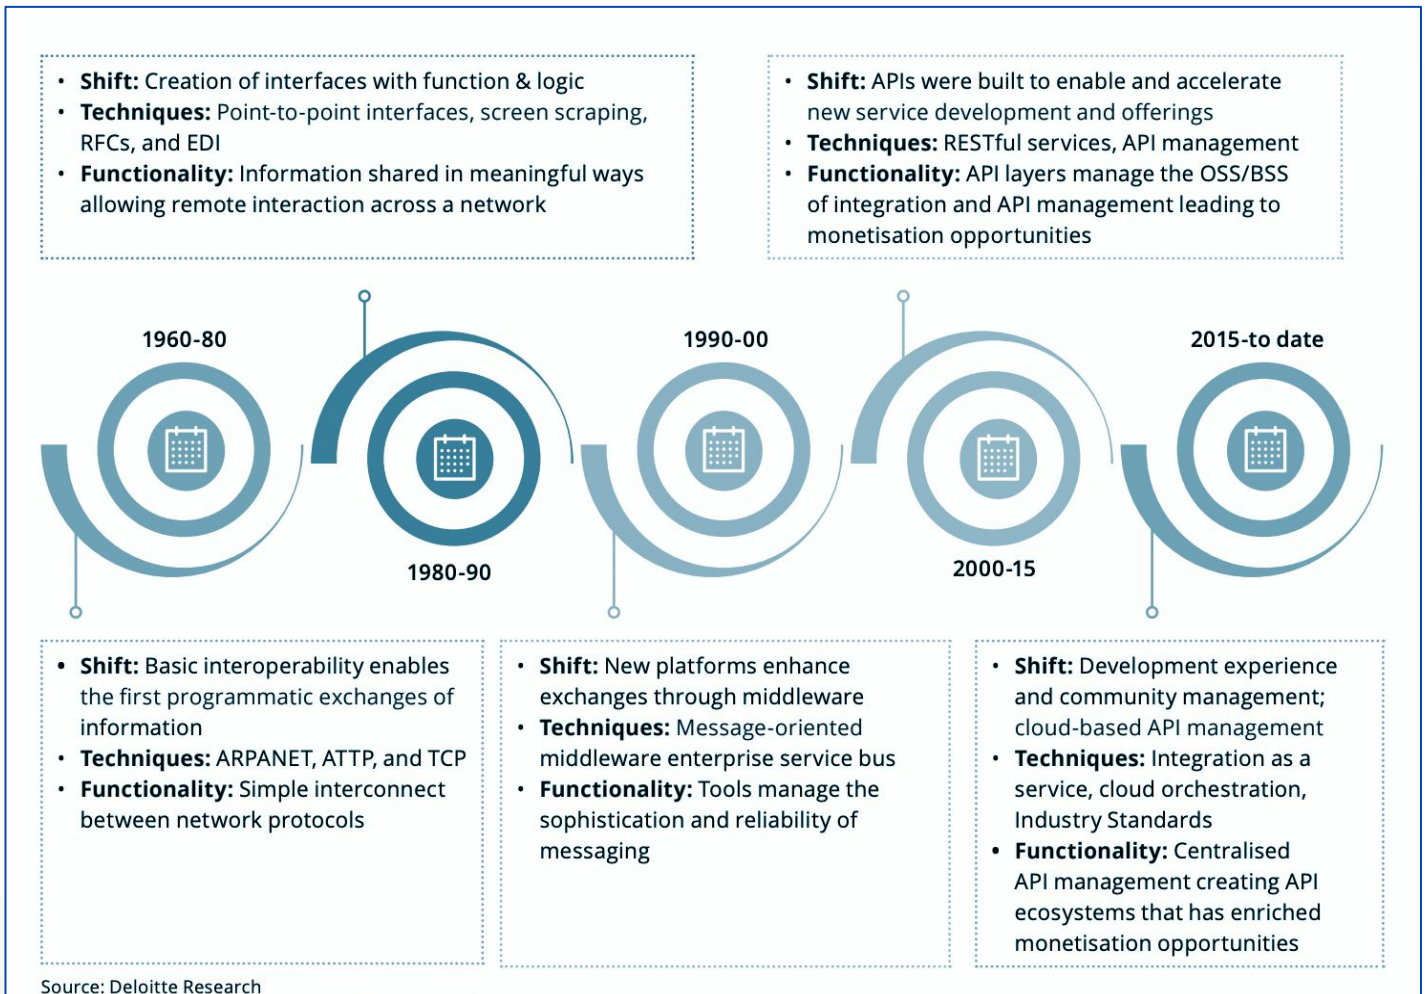 • Shift: Creation of interfaces with function & logic
• Techniques: Point-to-point interfaces, screen scraping,
RFCs, and EDI
• Functionality: Information shared in meaningful ways
allowing remote interaction across a network
• Shift: APIs were built to enable and accelerate
new service development and offerings
• Techniques: RESTful services, API management
• Functionality: API layers manage the OSS/BSS
of integration and API management leading to
monetisation opportunities
1960-80
1990-00
2015-to date
1980-90
2000-15
• Shift: Basic interoperability enables
the first programmatic exchanges of
information
• Techniques: ARPANET, ATTP, and TCP
• Functionality: Simple interconnect
between network protocols
• Shift: New platforms enhance
exchanges through middleware
• Techniques: Message-oriented
middleware enterprise service bus
• Functionality: Tools manage the
sophistication and reliability of
messaging
• Shift: Development experience
and community management;
cloud-based API management
• Techniques: Integration as a
service, cloud orchestration,
Industry Standards
• Functionality: Centralised
API management creating API
ecosystems that has enriched
monetisation opportunities
Source: Deloitte Research